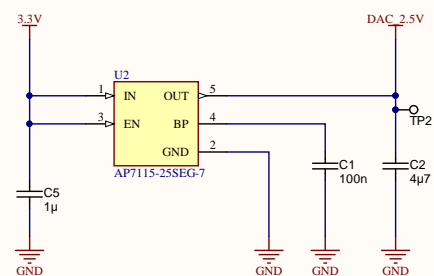 3.3V
DAC_2.5V
U2
1 IN OUT 5
TP2
3 EN BP 4
GND 2
AP7115-25SEG-7
C5
1µ
C1
100n
C2
4µ7
GND
GND
GND
GND